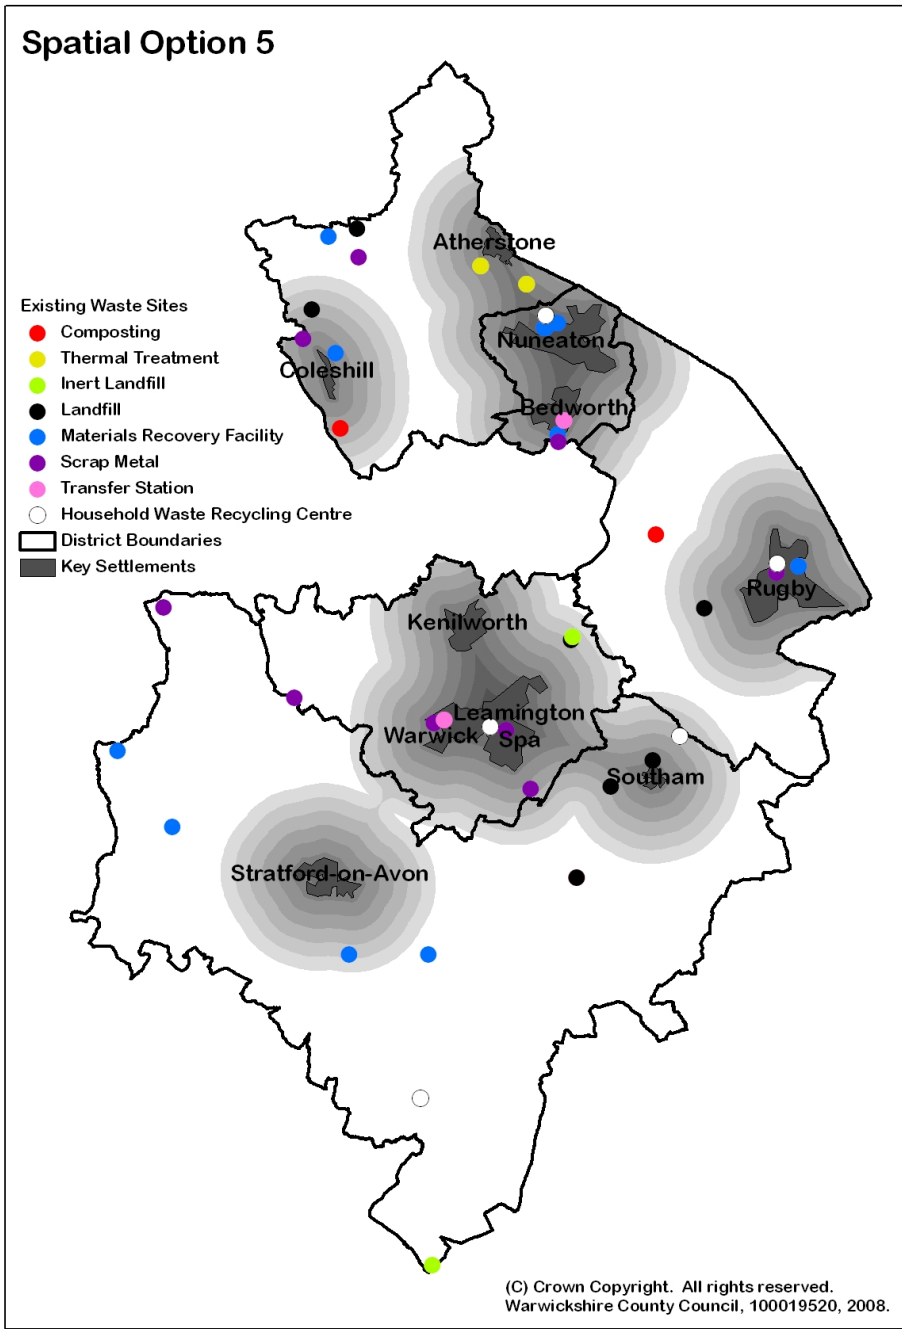 Spatial Option 5
Atherstone
Existing Waste Sites
Composting
Thermal Treatment
Inert Landfill
Landfill
Materials Recovery Facility
Scrap Metal
Transfer Station
Household Waste Recycling Centre
District Boundaries
Key Settlements
Nuneaton
Coleshill
Bedworth
Rugby
Kenilworth
Leamington
Warwick
Spa
Southam
Stratford-on-Avon
(C) Crown Copyright. All rights reserved.
Warwickshire County Council, 100019520, 2008.